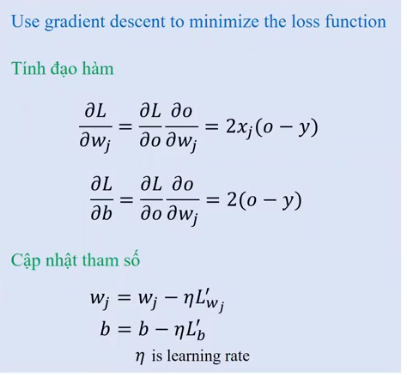 Use gradient descent to minimize the loss function
Tính đạo hàm
∂L/∂w_j = ∂L/∂o ∂o/∂w_j = 2x_j(o − y)
∂L/∂b = ∂L/∂o ∂o/∂w_j = 2(o − y)
Cập nhật tham số
w_j = w_j − ηL'_{w_j}
b = b − ηL'_b
η is learning rate